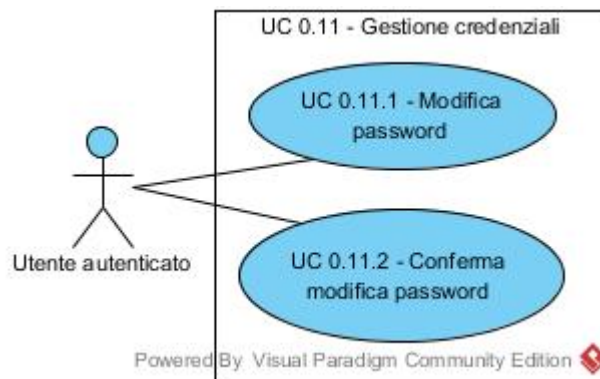 UC 0.11 - Gestione credenziali
UC 0.11.1 - Modifica
password
Utente autenticato
UC 0.11.2 - Conferma
modifica password
Powered By Visual Paradigm Community Edition